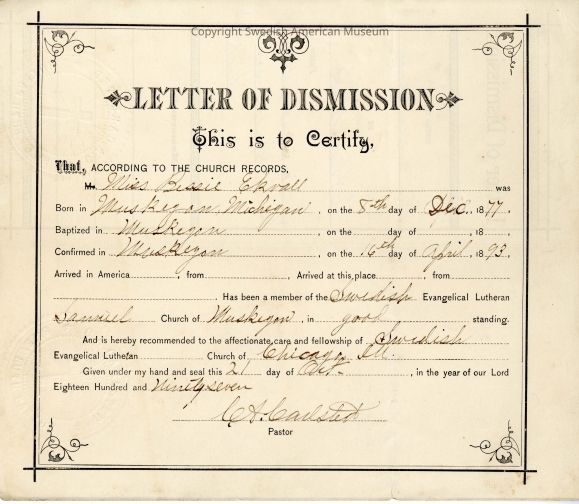 Copyright Swedish American Museum
LETTER OF DISMISSION
This is to Certify,
That, ACCORDING TO THE CHURCH RECORDS,
Mr. Miss Bessie Ekvall was
Born in Muskegon Michigan, on the 8th day of Dec. 1877.
Baptized in Muskegon, on the day of , 18
Confirmed in Muskegon, on the 16th day of April, 1893.
Arrived in America , from , Arrived at this place, , from
Has been a member of the Swedish Evangelical Lutheran
Samuel Church of Muskegon, in good standing.
And is hereby recommended to the affectionate care and fellowship of Swedish
Evangelical Lutheran Church of Chicago, Ill.
Given under my hand and seal this 21 day of Oct., in the year of our Lord
Eighteen Hundred and Ninety seven
Pastor